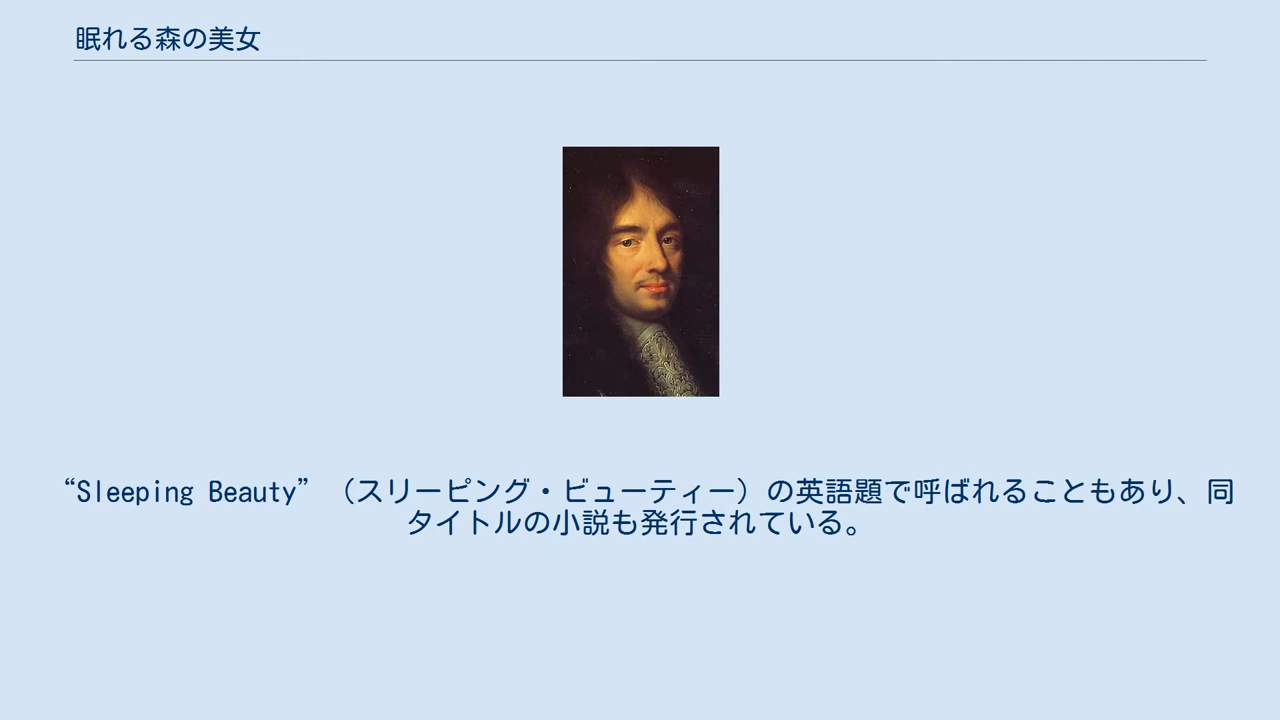 眠れる森の美女
“Sleeping Beauty”（スリーピング・ビューティー）の英語題で呼ばれることもあり、同
タイトルの小説も発行されている。